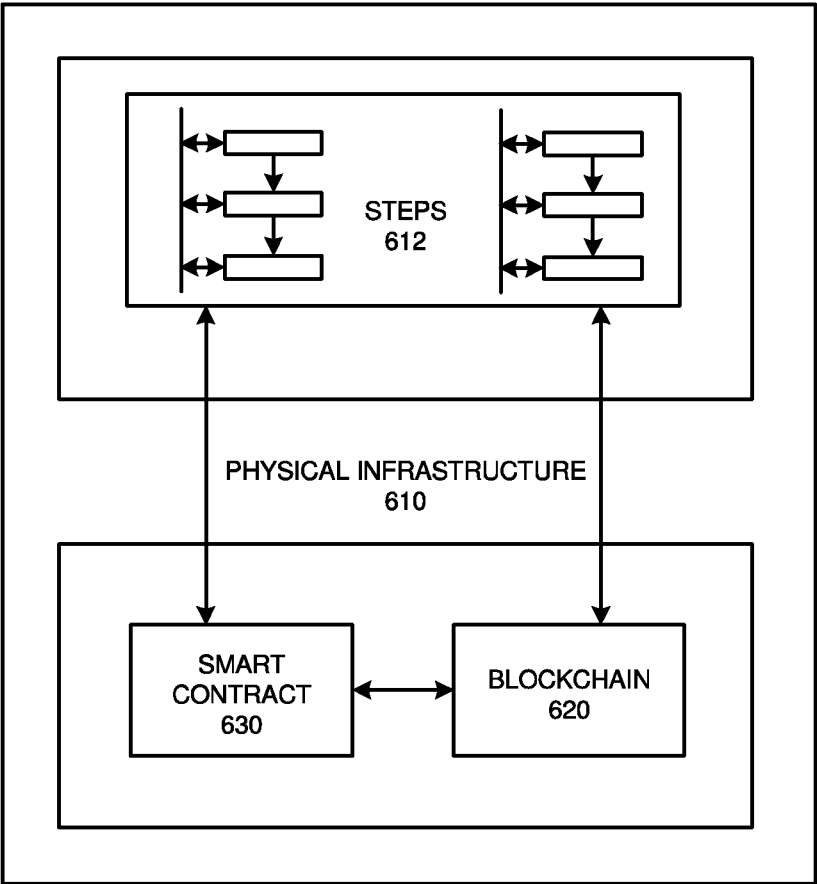 STEPS
612
PHYSICAL INFRASTRUCTURE
610
SMART
CONTRACT
630
BLOCKCHAIN
620